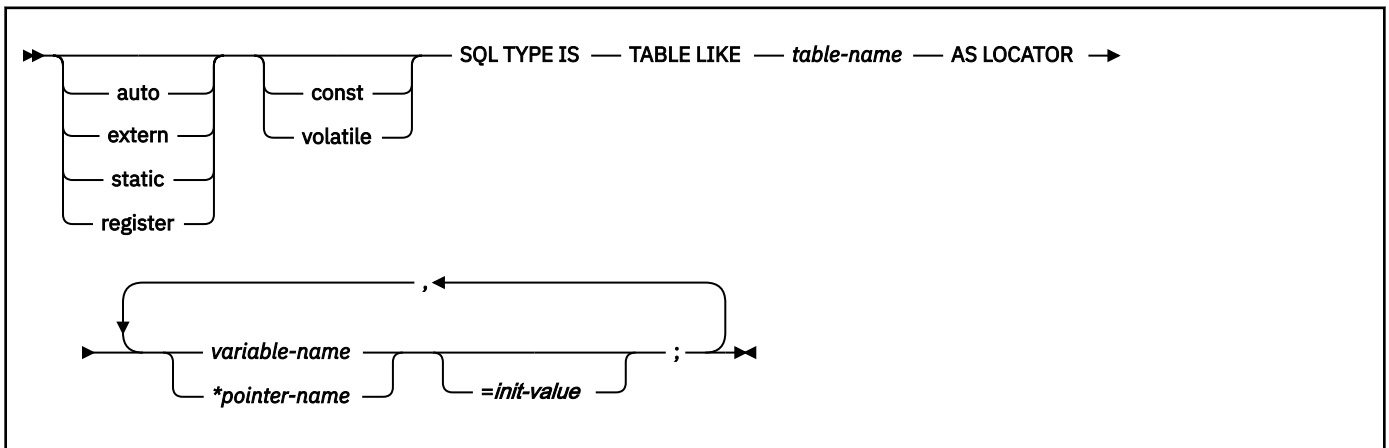 SQL TYPE IS TABLE LIKE table-name AS LOCATOR
auto const
extern volatile
static
register
,
variable-name ;
*pointer-name =init-value